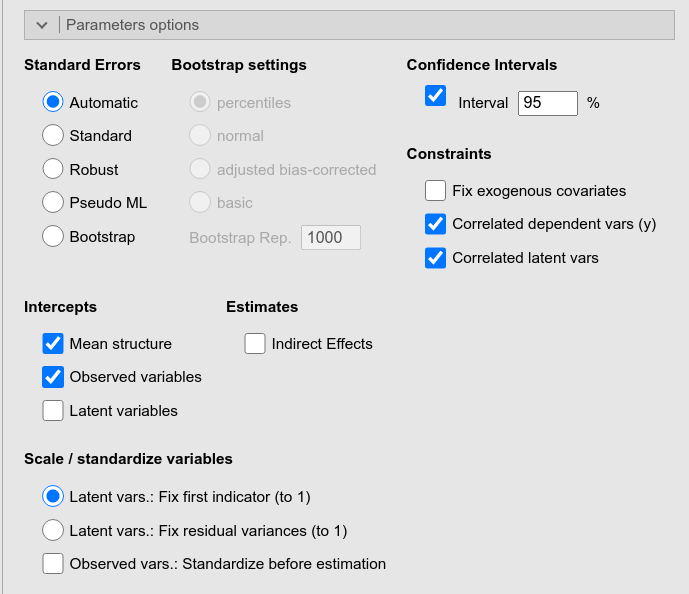 Parameters options
Standard Errors
Automatic
Standard
Robust
Pseudo ML
Bootstrap
Bootstrap settings
percentiles
normal
adjusted bias-corrected
basic
Bootstrap Rep. 1000
Confidence Intervals
Interval 95 %
Constraints
Fix exogenous covariates
Correlated dependent vars (y)
Correlated latent vars
Intercepts
Mean structure
Observed variables
Latent variables
Estimates
Indirect Effects
Scale / standardize variables
Latent vars.: Fix first indicator (to 1)
Latent vars.: Fix residual variances (to 1)
Observed vars.: Standardize before estimation